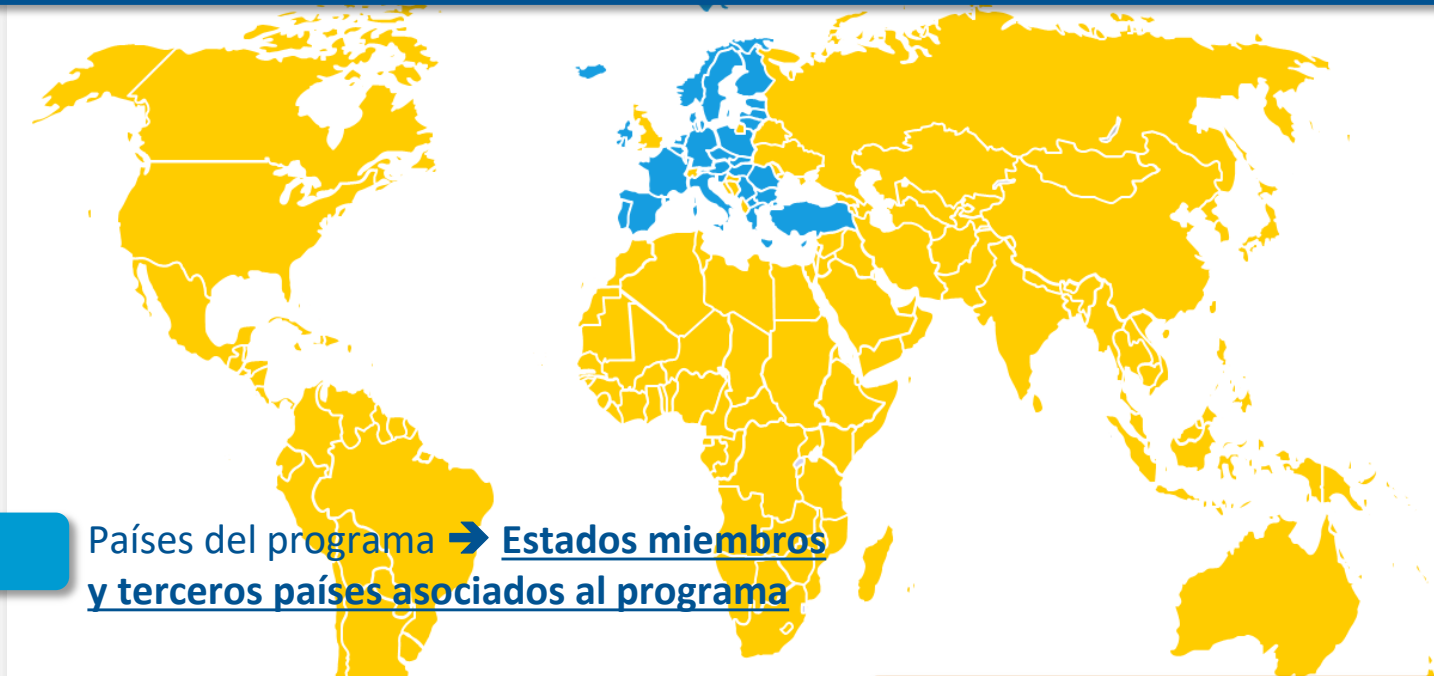 Países del programa 🡺 Estados miembros
y terceros países asociados al programa